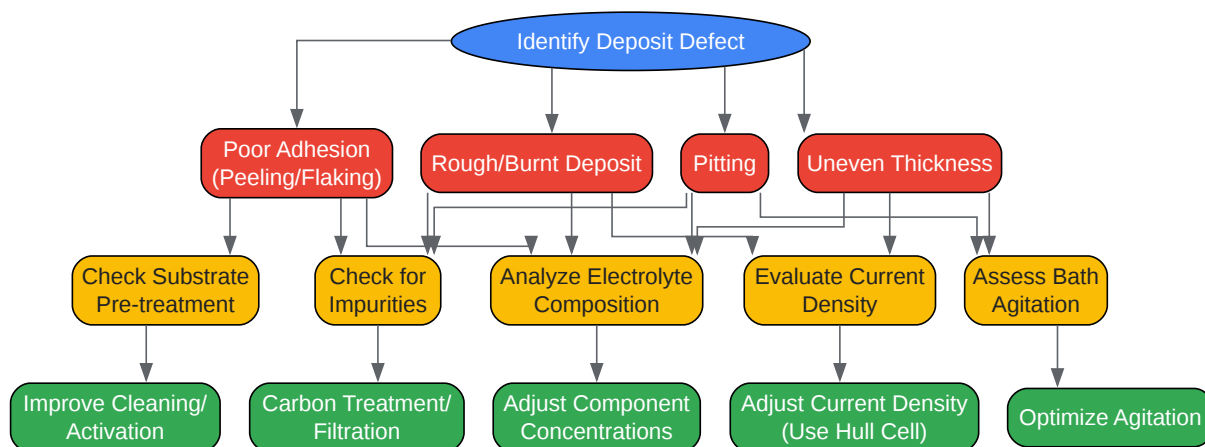 Identify Deposit Defect
Poor Adhesion
(Peeling/Flaking)
Rough/Burnt Deposit
Pitting
Uneven Thickness
Check Substrate
Pre-treatment
Check for
Impurities
Analyze Electrolyte
Composition
Evaluate Current
Density
Assess Bath
Agitation
Improve Cleaning/
Activation
Carbon Treatment/
Filtration
Adjust Component
Concentrations
Adjust Current Density
(Use Hull Cell)
Optimize Agitation